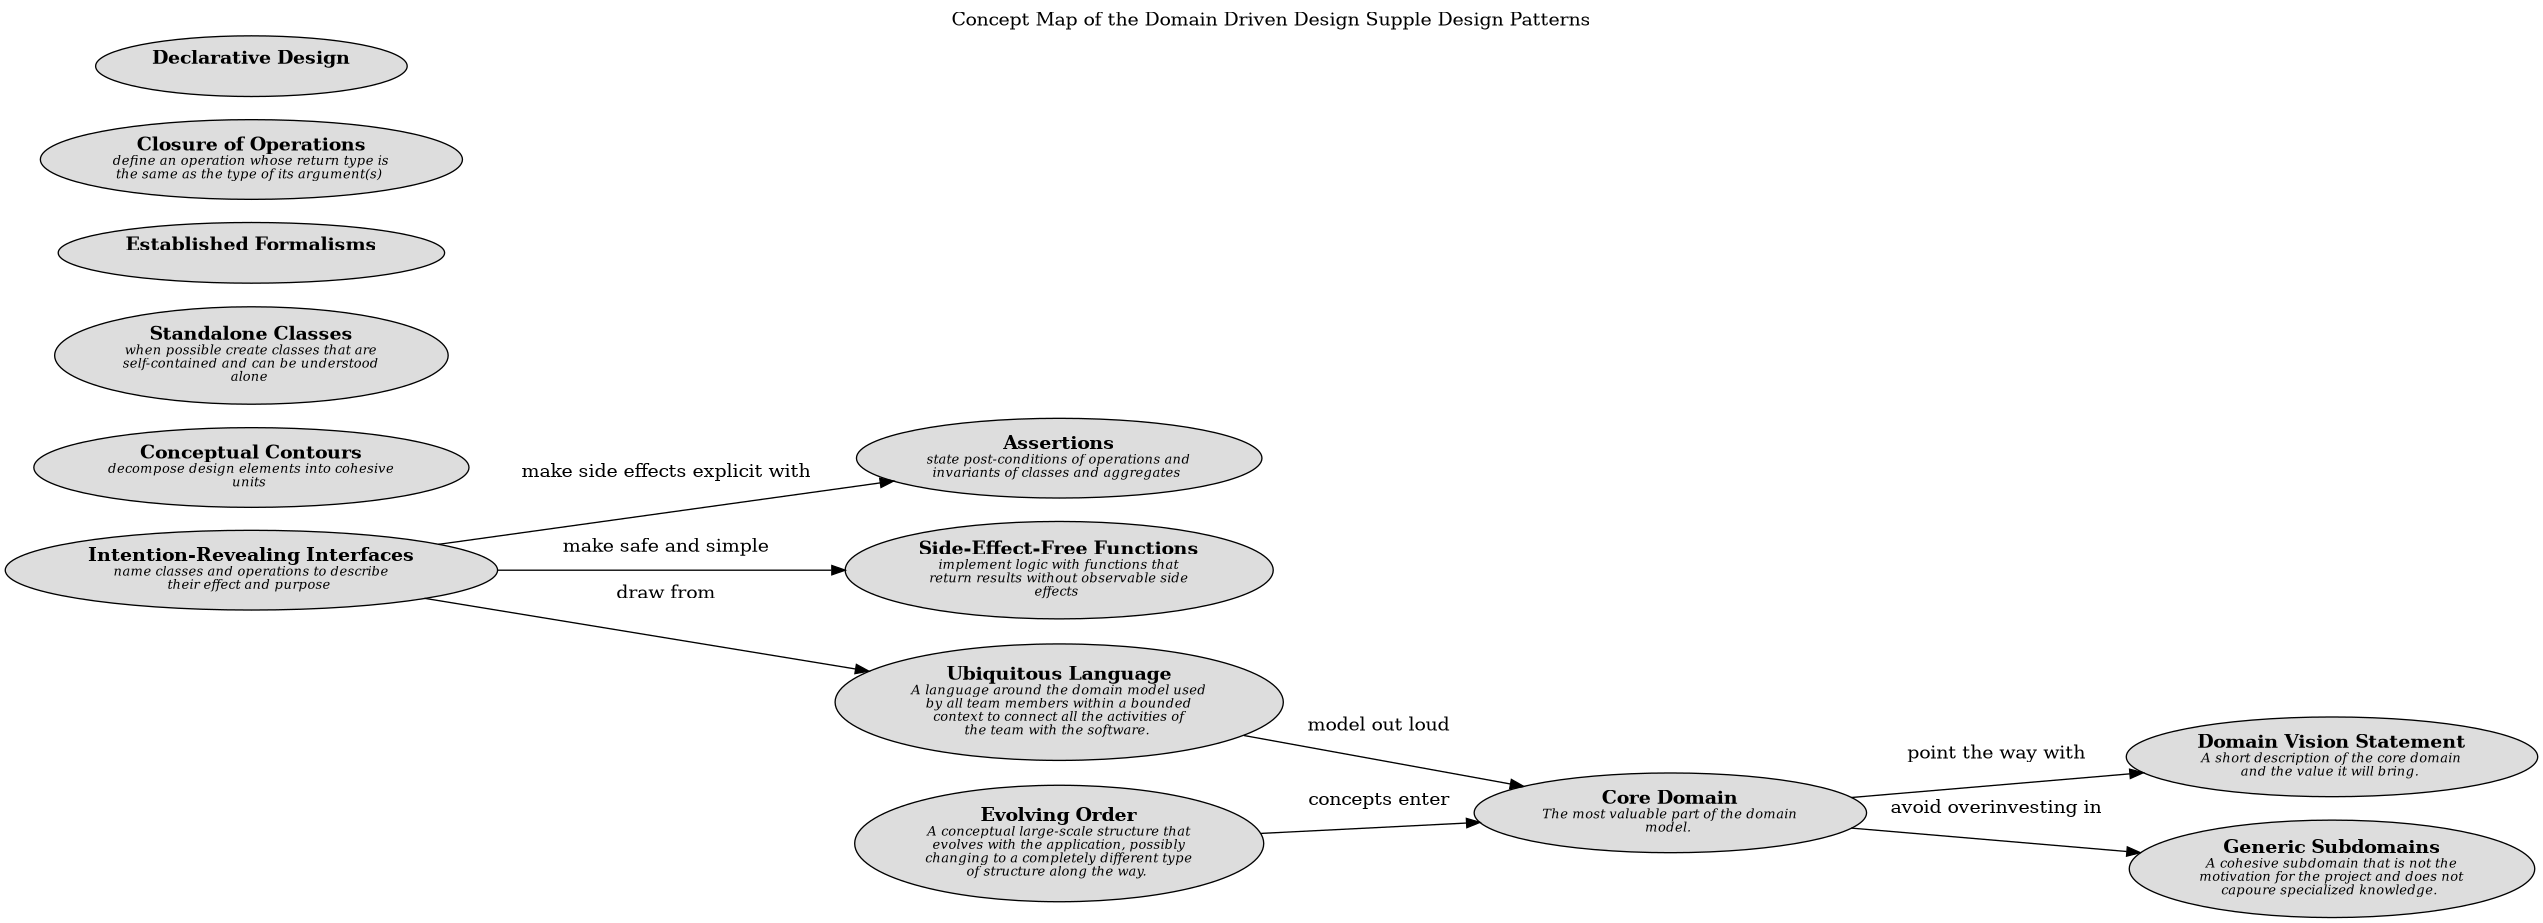 Concept Map of the Domain Driven Design Supple Design Patterns
Declarative Design
Closure of Operations
define an operation whose return type is
the same as the type of its argument(s)
Established Formalisms
Standalone Classes
when possible create classes that are
self-contained and can be understood
alone
Conceptual Contours
decompose design elements into cohesive
units
Intention-Revealing Interfaces
name classes and operations to describe
their effect and purpose
make side effects explicit with
make safe and simple
draw from
Assertions
state post-conditions of operations and
invariants of classes and aggregates
Side-Effect-Free Functions
implement logic with functions that
return results without observable side
effects
Ubiquitous Language
A language around the domain model used
by all team members within a bounded
context to connect all the activities of
the team with the software.
Evolving Order
A conceptual large-scale structure that
evolves with the application, possibly
changing to a completely different type
of structure along the way.
model out loud
concepts enter
Core Domain
The most valuable part of the domain
model.
point the way with
avoid overinvesting in
Domain Vision Statement
A short description of the core domain
and the value it will bring.
Generic Subdomains
A cohesive subdomain that is not the
motivation for the project and does not
capoure specialized knowledge.